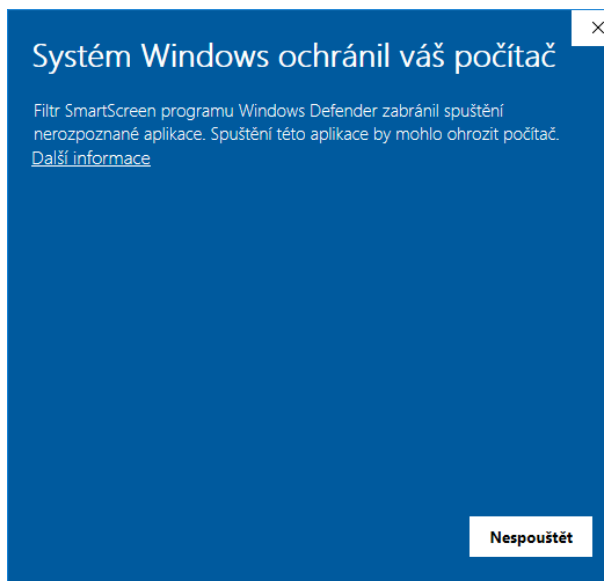 Systém Windows ochránil váš počítač
Filtr SmartScreen programu Windows Defender zabránil spuštění
nerozpoznané aplikace. Spuštění této aplikace by mohlo ohrozit počítač.
Další informace
Nespouštět